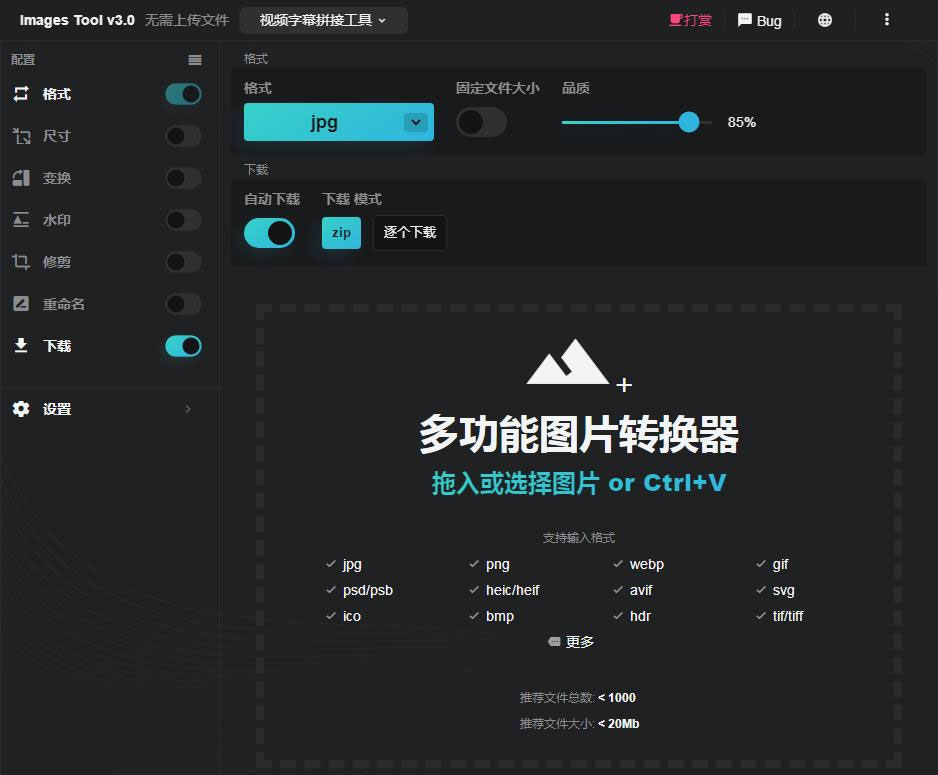 Images Tool v3.0 无需上传文件 视频字幕拼接工具 打赏 Bug
配置
格式
尺寸
变换
水印
修剪
重命名
下载
设置
格式
格式 固定文件大小 品质
jpg 85%
下载
自动下载 下载 模式
zip 逐个下载
多功能图片转换器
拖入或选择图片 or Ctrl+V
支持输入格式
jpg png webp gif
psd/psb heic/heif avif svg
ico bmp hdr tif/tiff
更多
推荐文件总数: < 1000
推荐文件大小: < 20Mb